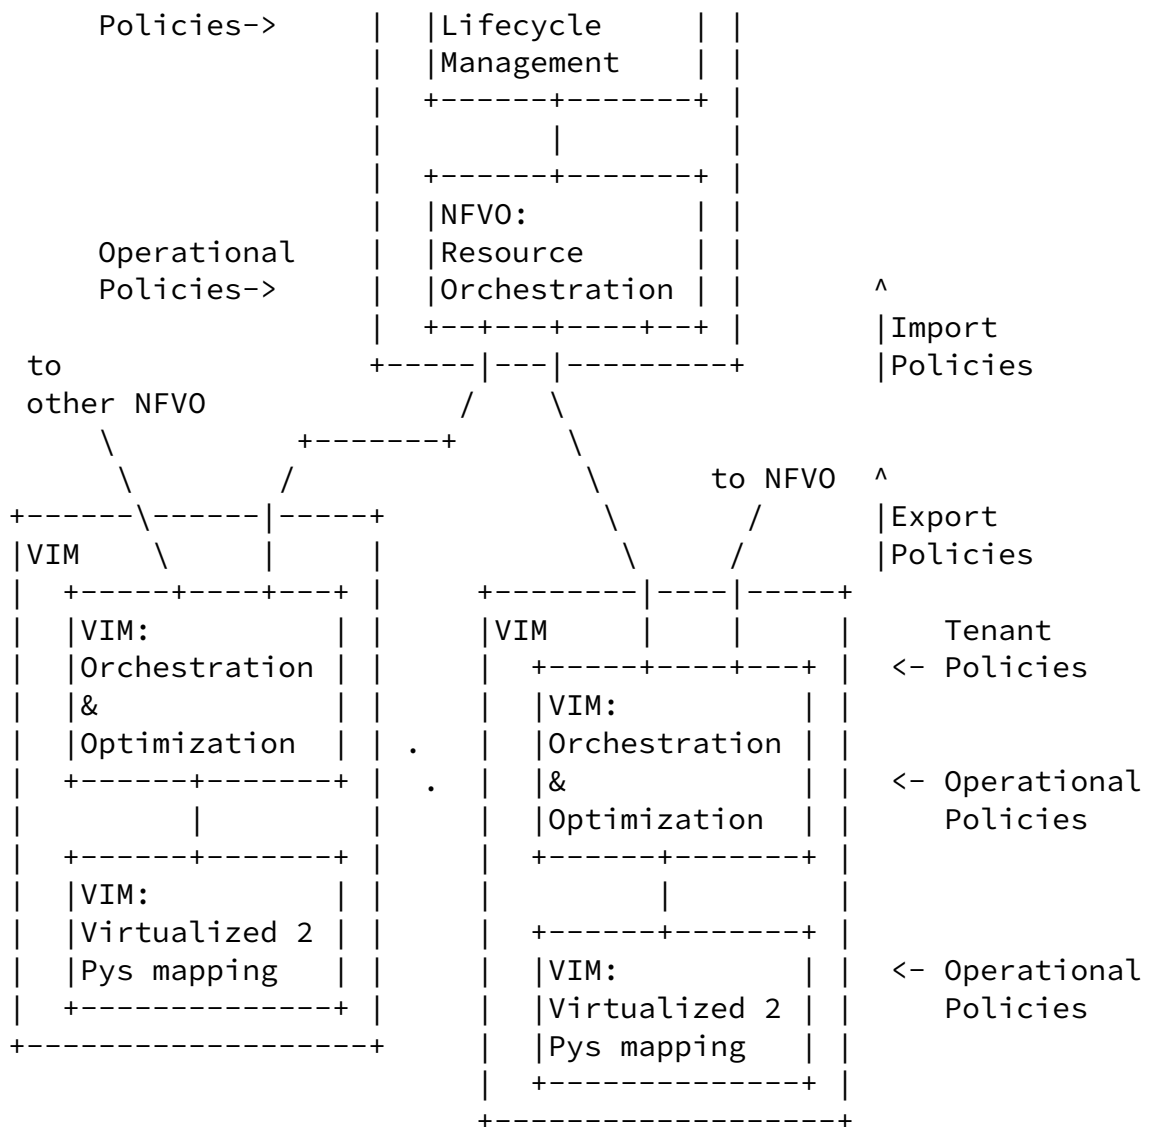 Policies-> | |Lifecycle | |
| |Management | |
| +------+-------+ |
| | |
| +------+-------+ |
| |NFVO: | |
Operational | |Resource | |
Policies-> | |Orchestration | | ^
| +--+---+----+--+ | |Import
to +-----|---|---------+ |Policies
other NFVO / \
\ +-------+ \
\ / \ to NFVO ^
+------\------|-----+ \ / |Export
|VIM \ | | \ / |Policies
| +-----+----+---+ | +--------|----|-----+
| |VIM: | | |VIM | | | Tenant
| |Orchestration | | | +-----+----+---+ | <- Policies
| |& | | | |VIM: | |
| |Optimization | | . | |Orchestration | |
| +------+-------+ | . | |& | | <- Operational
| | | | |Optimization | | Policies
| +------+-------+ | | +------+-------+ |
| |VIM: | | | | |
| |Virtualized 2 | | | +------+-------+ |
| |Pys mapping | | | |VIM: | | <- Operational
| +--------------+ | | |Virtualized 2 | | Policies
+-------------------+ | |Pys mapping | |
| +--------------+ |
+-------------------+